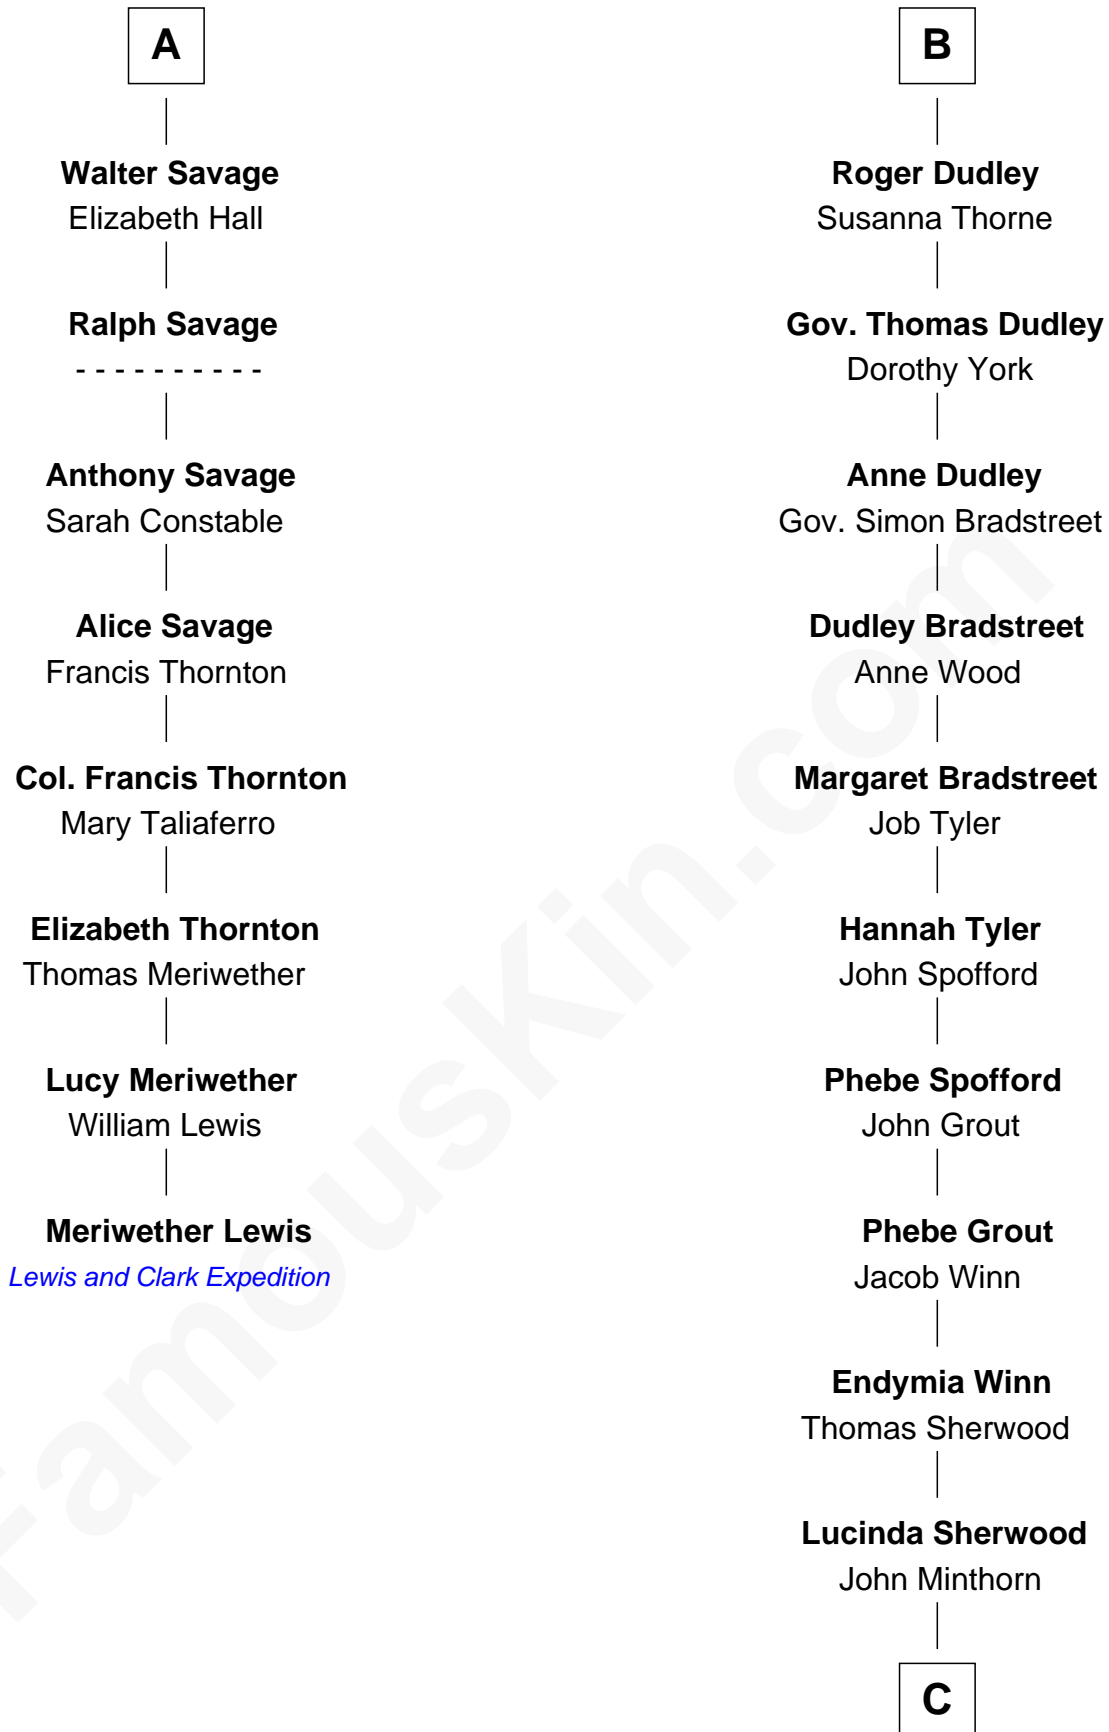 A
Walter Savage
Elizabeth Hall
Ralph Savage
- - - - - - - - - -
Anthony Savage
Sarah Constable
Alice Savage
Francis Thornton
Col. Francis Thornton
Mary Taliaferro
Elizabeth Thornton
Thomas Meriwether
Lucy Meriwether
William Lewis
Meriwether Lewis
Lewis and Clark Expedition
B
Roger Dudley
Susanna Thorne
Gov. Thomas Dudley
Dorothy York
Anne Dudley
Gov. Simon Bradstreet
Dudley Bradstreet
Anne Wood
Margaret Bradstreet
Job Tyler
Hannah Tyler
John Spofford
Phebe Spofford
John Grout
Phebe Grout
Jacob Winn
Endymia Winn
Thomas Sherwood
Lucinda Sherwood
John Minthorn
C
FamousKin.com